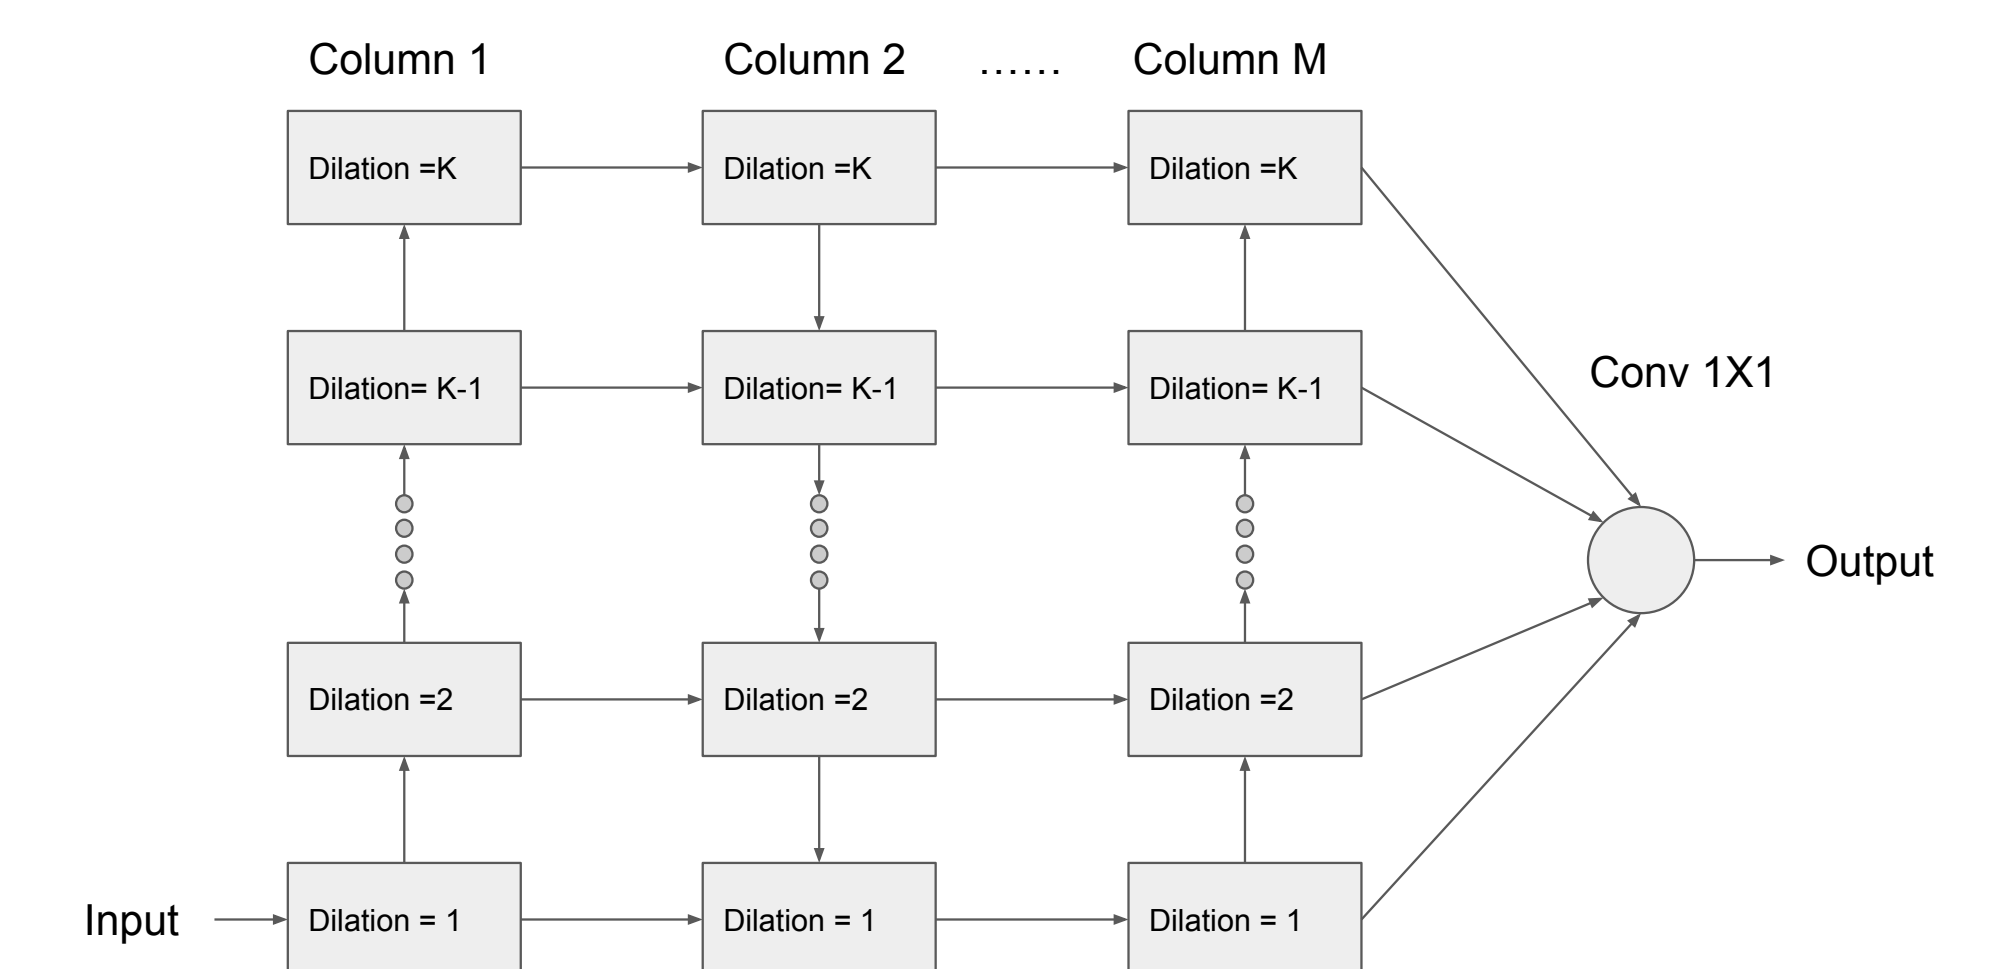 Column 1
Column 2
......
Column M
Dilation =K
Dilation =K
Dilation =K
Dilation= K-1
Dilation= K-1
Dilation= K-1
Conv 1X1
Output
Dilation =2
Dilation =2
Dilation =2
Input
Dilation = 1
Dilation = 1
Dilation = 1